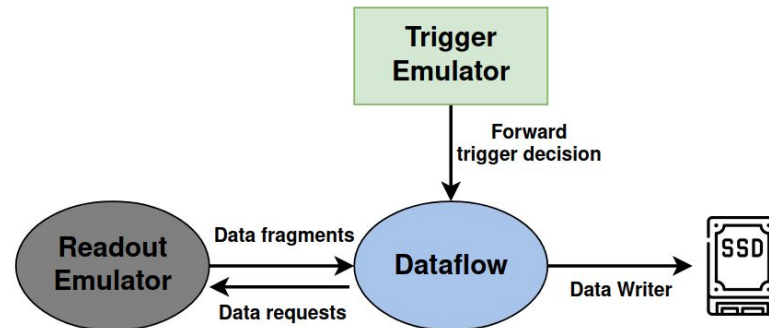 Trigger
Emulator
Forward
trigger decision
Readout
Emulator
Data fragments
Data requests
Dataflow
Data Writer
SSD